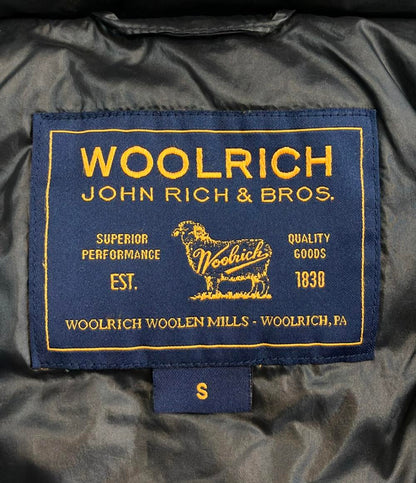 WOOLRICH
JOHN RICH & BROS.
SUPERIOR
PERFORMANCE
EST.
Woolrich
QUALITY
GOODS
1830
WOOLRICH WOOLEN MILLS - WOOLRICH, PA
S